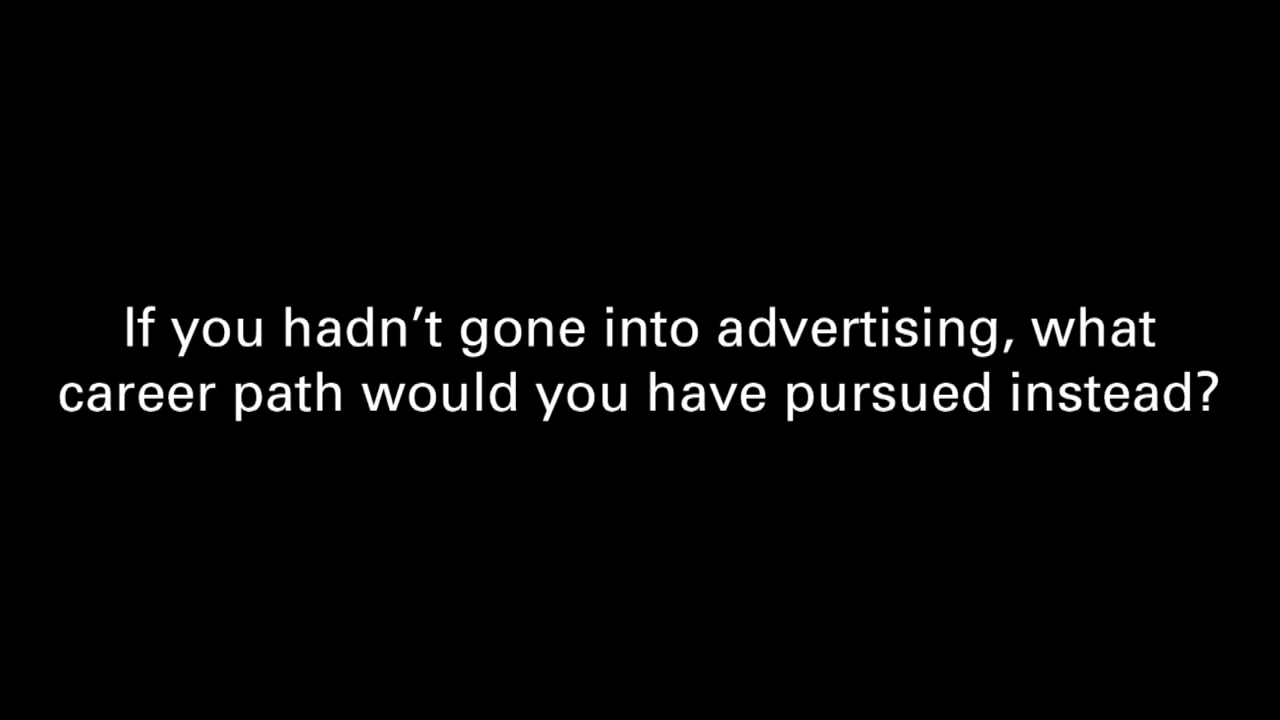 If you hadn’t gone into advertising, what
career path would you have pursued instead?